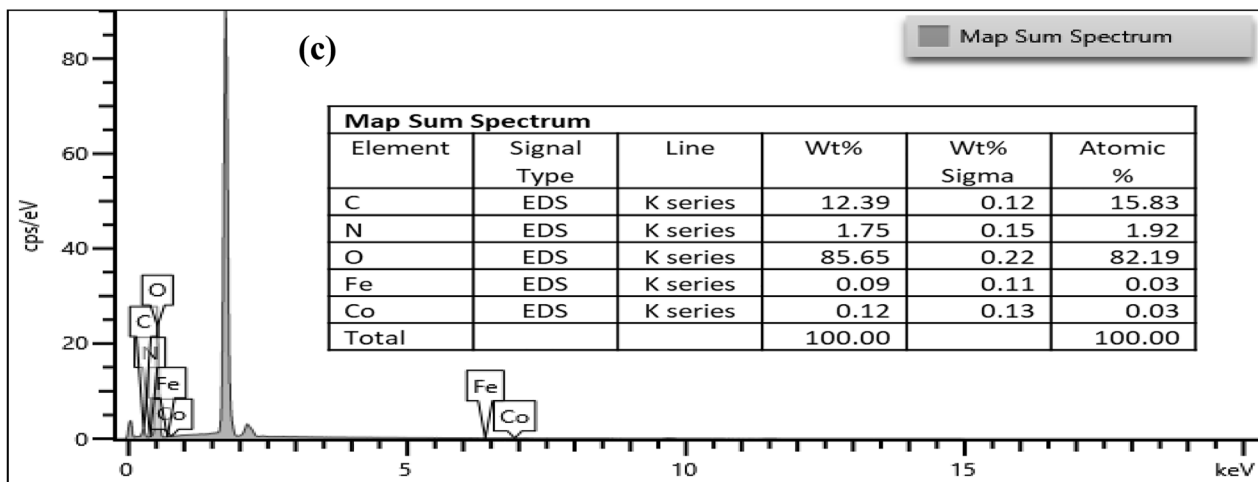 (c)
Map Sum Spectrum
80
60
40
20
0
cps/eV
Map Sum Spectrum
Element Signal Type Line Wt% Wt% Sigma Atomic %
C EDS K series 12.39 0.12 15.83
N EDS K series 1.75 0.15 1.92
O EDS K series 85.65 0.22 82.19
Fe EDS K series 0.09 0.11 0.03
Co EDS K series 0.12 0.13 0.03
Total 100.00 100.00
O
C
N
Fe
Co
Fe
Co
0 5 10 15 keV